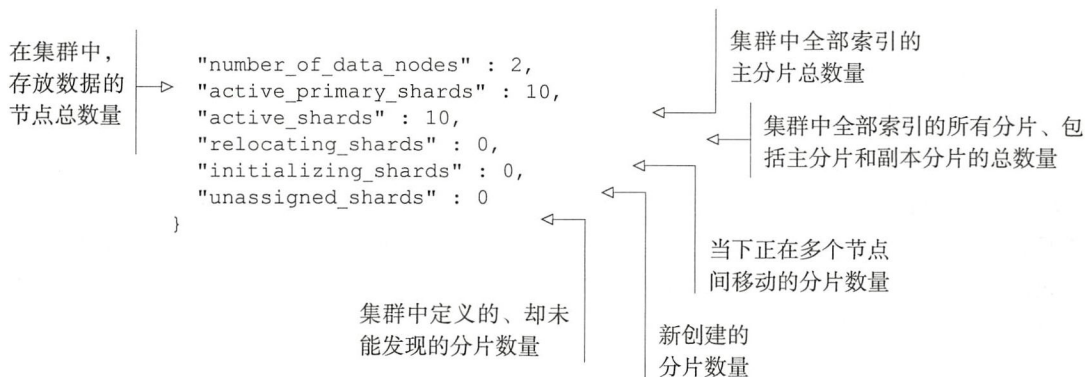 在集群中，
存放数据的
节点总数量
"number_of_data_nodes" : 2,
"active_primary_shards" : 10,
"active_shards" : 10,
"relocating_shards" : 0,
"initializing_shards" : 0,
"unassigned_shards" : 0
}
集群中全部索引的
主分片总数量
集群中全部索引的所有分片、包
括主分片和副本分片的总数量
当下正在多个节点
间移动的分片数量
新创建的
分片数量
集群中定义的、却未
能发现的分片数量